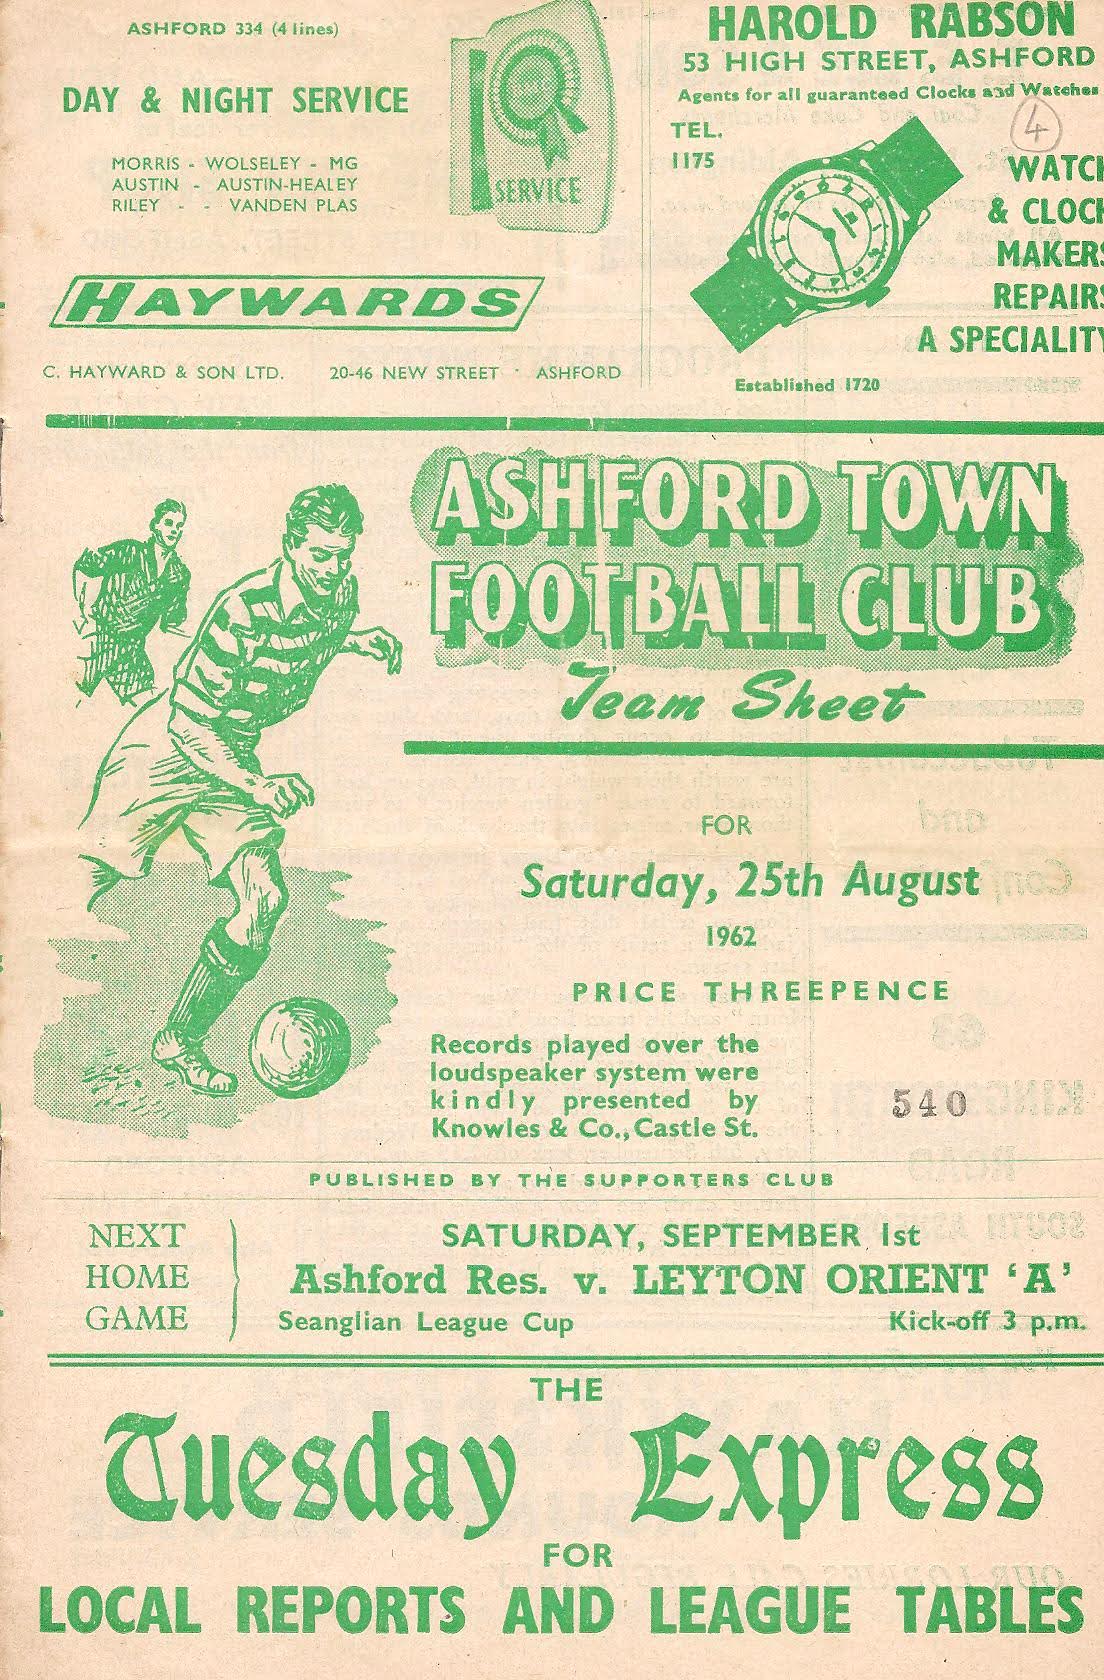 ASHFORD 334 (4 lines)
DAY & NIGHT SERVICE
MORRIS - WOLSELEY - MG
AUSTIN - AUSTIN-HEALEY
RILEY - - VANDEN PLAS
SERVICE
HAYWARDS
C. HAYWARD & SON LTD. 20-46 NEW STREET · ASHFORD
HAROLD RABSON
53 HIGH STREET, ASHFORD
Agents for all guaranteed Clocks and Watches
4
TEL.
1175
WATCH
& CLOCK
MAKERS
REPAIRS
A SPECIALITY
Established 1720
ASHFORD TOWN
FOOTBALL CLUB
Team Sheet
FOR
Saturday, 25th August
1962
PRICE THREEPENCE
Records played over the
loudspeaker system were
kindly presented by
Knowles & Co., Castle St.
540
PUBLISHED BY THE SUPPORTERS CLUB
NEXT
HOME
GAME
SATURDAY, SEPTEMBER 1st
Ashford Res. v. LEYTON ORIENT 'A'
Seanglian League Cup Kick-off 3 p.m.
THE
Tuesday Express
FOR
LOCAL REPORTS AND LEAGUE TABLES